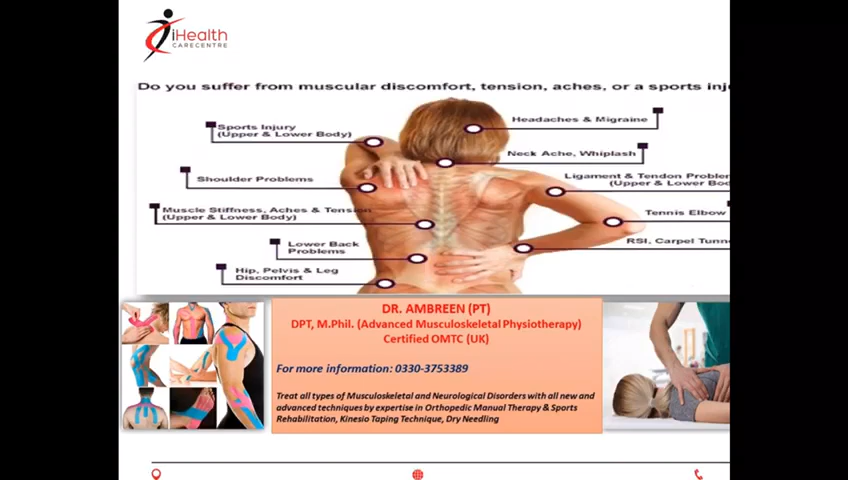 iHealth
CARECENTRE
Do you suffer from muscular discomfort, tension, aches, or a sports inj
Headaches & Migraine
Sports Injury
(Upper & Lower Body)
Neck Ache, Whiplash
Shoulder Problems
Ligament & Tendon Problem
(Upper & Lower Bod
Muscle Stiffness, Aches & Tension
(Upper & Lower Body)
Tennis Elbow
Lower Back
Problems
RSI, Carpel Tunn
Hip, Pelvis & Leg
Discomfort
DR. AMBREEN (PT)
DPT, M.Phil. (Advanced Musculoskeletal Physiotherapy)
Certified OMTC (UK)
For more information: 0330-3753389
Treat all types of Musculoskeletal and Neurological Disorders with all new and
advanced techniques by expertise in Orthopedic Manual Therapy & Sports
Rehabilitation, Kinesio Taping Technique, Dry Needling